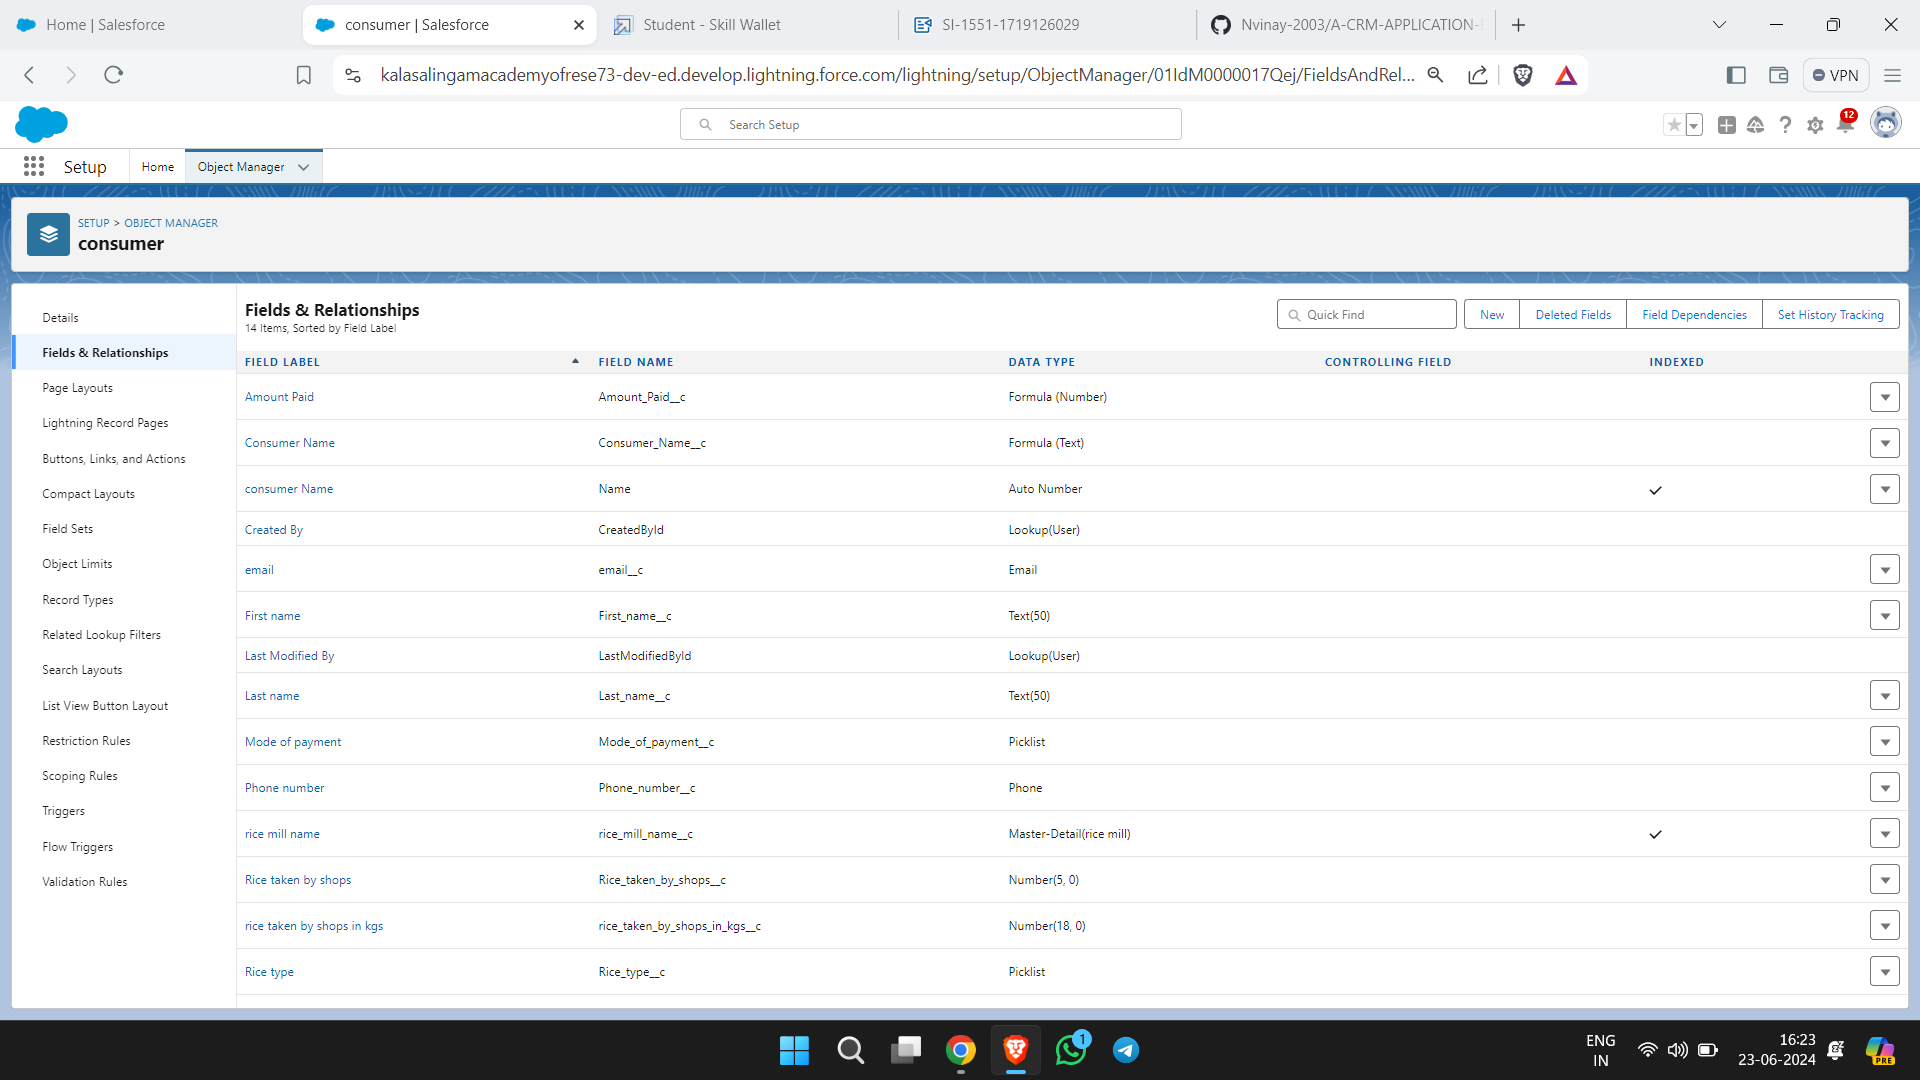 Home | Salesforce
consumer | Salesforce
Student - Skill Wallet
SI-1551-1719126029
Nvinay-2003/A-CRM-APPLICATION-
kalasalingamacademyofrese73-dev-ed.develop.lightning.force.com/lightning/setup/ObjectManager/01IdM0000017Qej/FieldsAndRel...
VPN
Search Setup
12
Setup
Home
Object Manager
SETUP > OBJECT MANAGER
consumer
Details
Fields & Relationships
Page Layouts
Lightning Record Pages
Buttons, Links, and Actions
Compact Layouts
Field Sets
Object Limits
Record Types
Related Lookup Filters
Search Layouts
List View Button Layout
Restriction Rules
Scoping Rules
Triggers
Flow Triggers
Validation Rules
Fields & Relationships
14 Items, Sorted by Field Label
Quick Find
New
Deleted Fields
Field Dependencies
Set History Tracking
FIELD LABEL FIELD NAME DATA TYPE CONTROLLING FIELD INDEXED
Amount Paid Amount_Paid__c Formula (Number)
Consumer Name Consumer_Name__c Formula (Text)
consumer Name Name Auto Number
Created By CreatedById Lookup(User)
email email__c Email
First name First_name__c Text(50)
Last Modified By LastModifiedById Lookup(User)
Last name Last_name__c Text(50)
Mode of payment Mode_of_payment__c Picklist
Phone number Phone_number__c Phone
rice mill name rice_mill_name__c Master-Detail(rice mill)
Rice taken by shops Rice_taken_by_shops__c Number(5, 0)
rice taken by shops in kgs rice_taken_by_shops_in_kgs__c Number(18, 0)
Rice type Rice_type__c Picklist
1
ENG
IN
16:23
23-06-2024
PRE